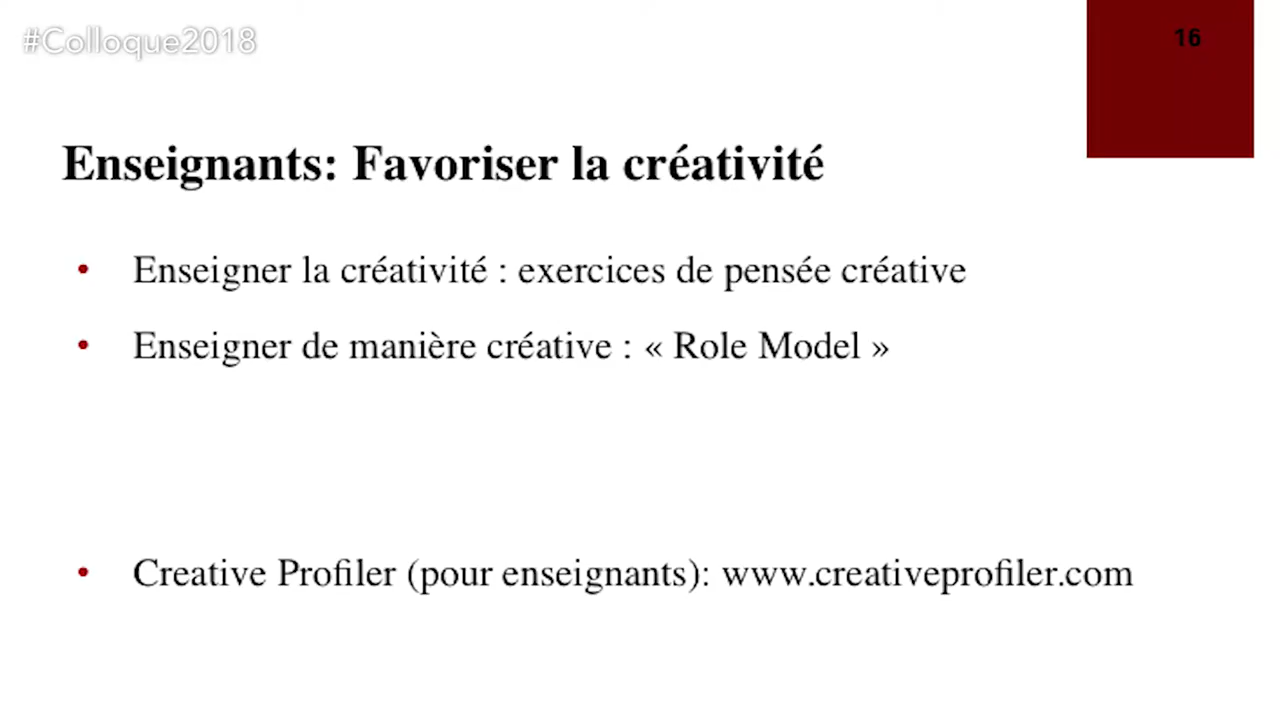 #Colloque2018
16
Enseignants: Favoriser la créativité
• Enseigner la créativité : exercices de pensée créative
• Enseigner de manière créative : « Role Model »
• Creative Profiler (pour enseignants): www.creativeprofiler.com